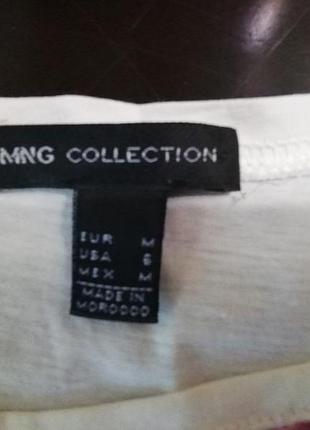 MNG COLLECTION
EUR M
USA 6
MEX M
MADE IN
MOROCCO